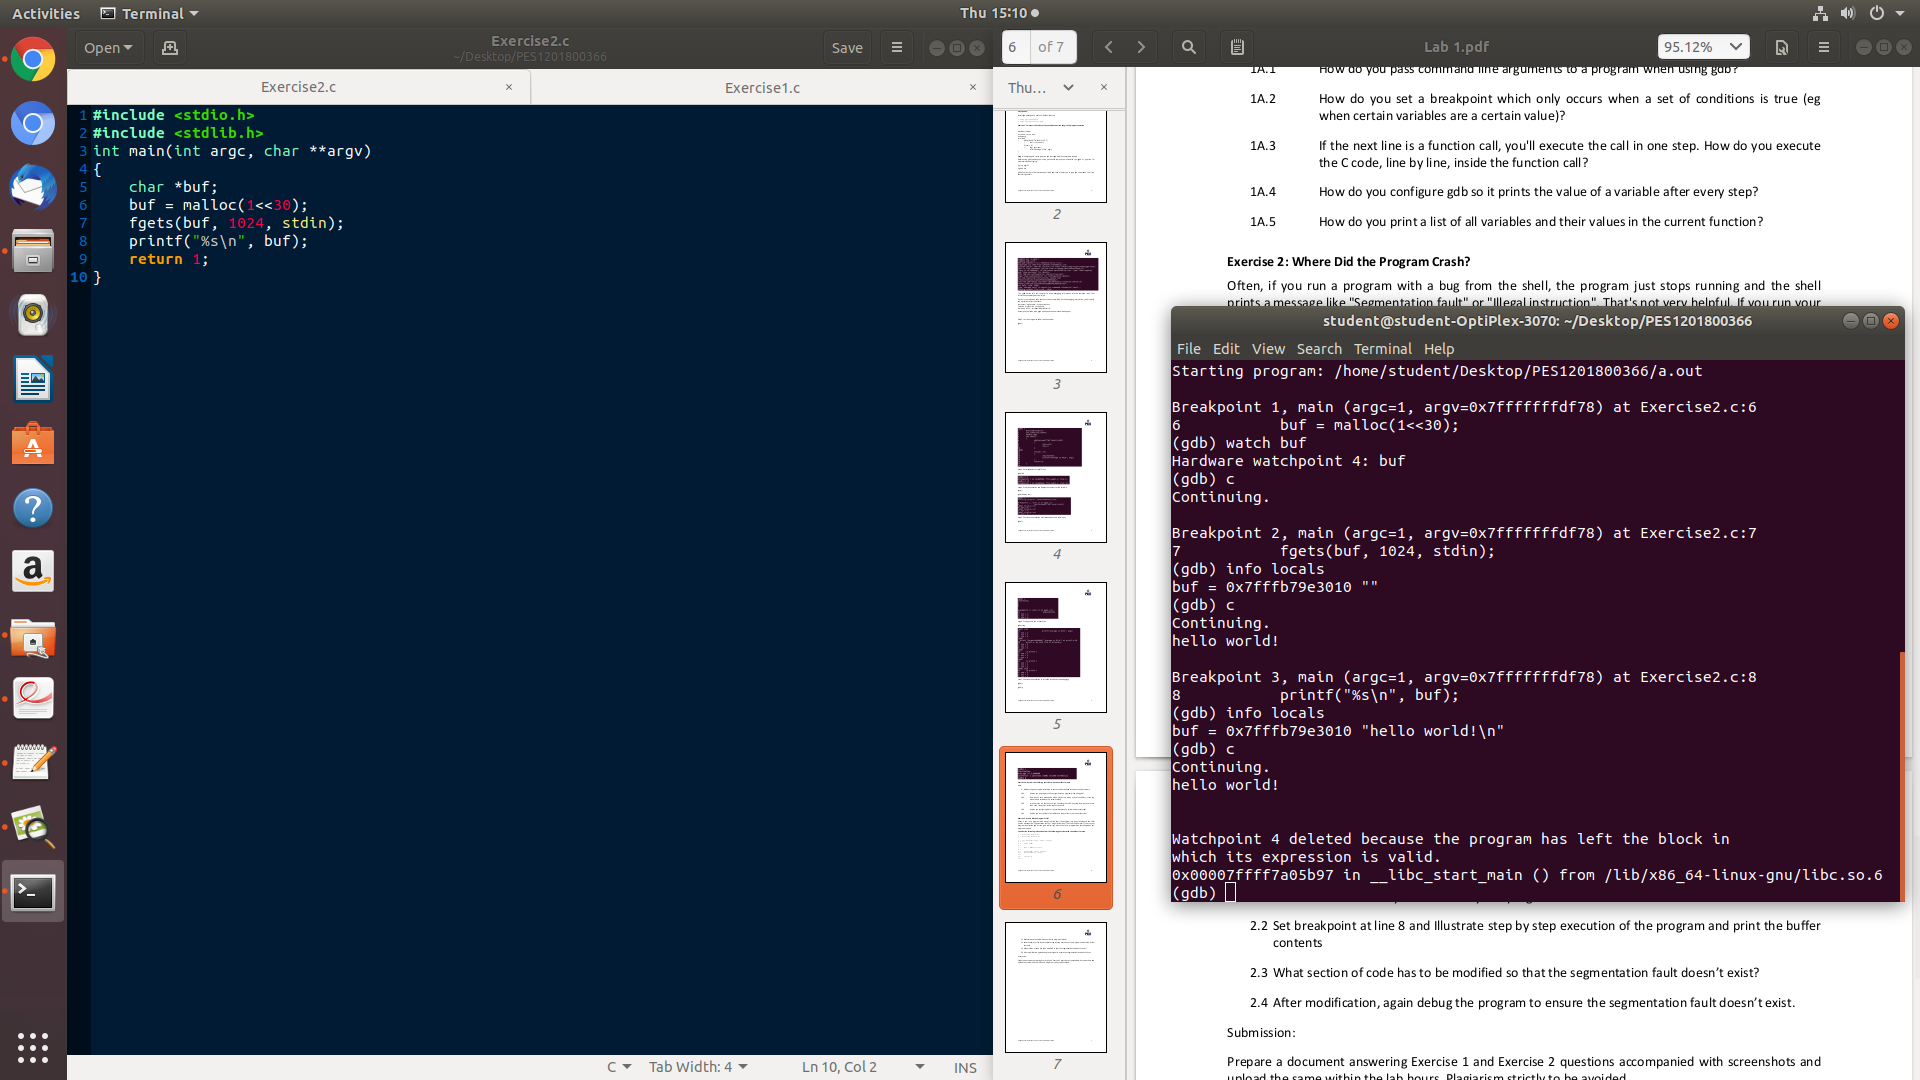 Activities
Terminal
Thu 15:10
Open
Exercise2.c
~/Desktop/PES1201800366
Save
6
of 7
Lab 1.pdf
95.12%
Exercise2.c
×
Exercise1.c
×
Thu...
×
1 #include <stdio.h>
2 #include <stdlib.h>
3 int main(int argc, char **argv)
4 {
5 char *buf;
6 buf = malloc(1<<30);
7 fgets(buf, 1024, stdin);
8 printf("%s\n", buf);
9 return 1;
10 }
C
Tab Width: 4
Ln 10, Col 2
INS
2
3
4
5
6
7
1A.1 How do you pass command line arguments to a program when using gdb?
1A.2 How do you set a breakpoint which only occurs when a set of conditions is true (eg
when certain variables are a certain value)?
1A.3 If the next line is a function call, you'll execute the call in one step. How do you execute
the C code, line by line, inside the function call?
1A.4 How do you configure gdb so it prints the value of a variable after every step?
1A.5 How do you print a list of all variables and their values in the current function?
Exercise 2: Where Did the Program Crash?
Often, if you run a program with a bug from the shell, the program just stops running and the shell
prints a message like "Segmentation fault" or "Illegal instruction". That's not very helpful. If you run your
student@student-OptiPlex-3070: ~/Desktop/PES1201800366
File Edit View Search Terminal Help
Starting program: /home/student/Desktop/PES1201800366/a.out
Breakpoint 1, main (argc=1, argv=0x7fffffffdf78) at Exercise2.c:6
6 buf = malloc(1<<30);
(gdb) watch buf
Hardware watchpoint 4: buf
(gdb) c
Continuing.
Breakpoint 2, main (argc=1, argv=0x7fffffffdf78) at Exercise2.c:7
7 fgets(buf, 1024, stdin);
(gdb) info locals
buf = 0x7fffb79e3010 ""
(gdb) c
Continuing.
hello world!
Breakpoint 3, main (argc=1, argv=0x7fffffffdf78) at Exercise2.c:8
8 printf("%s\n", buf);
(gdb) info locals
buf = 0x7fffb79e3010 "hello world!\n"
(gdb) c
Continuing.
hello world!
Watchpoint 4 deleted because the program has left the block in
which its expression is valid.
0x00007ffff7a05b97 in __libc_start_main () from /lib/x86_64-linux-gnu/libc.so.6
(gdb)
2.2 Set breakpoint at line 8 and Illustrate step by step execution of the program and print the buffer
contents
2.3 What section of code has to be modified so that the segmentation fault doesn’t exist?
2.4 After modification, again debug the program to ensure the segmentation fault doesn’t exist.
Submission:
Prepare a document answering Exercise 1 and Exercise 2 questions accompanied with screenshots and
upload the same within the lab hours. Plagiarism strictly to be avoided